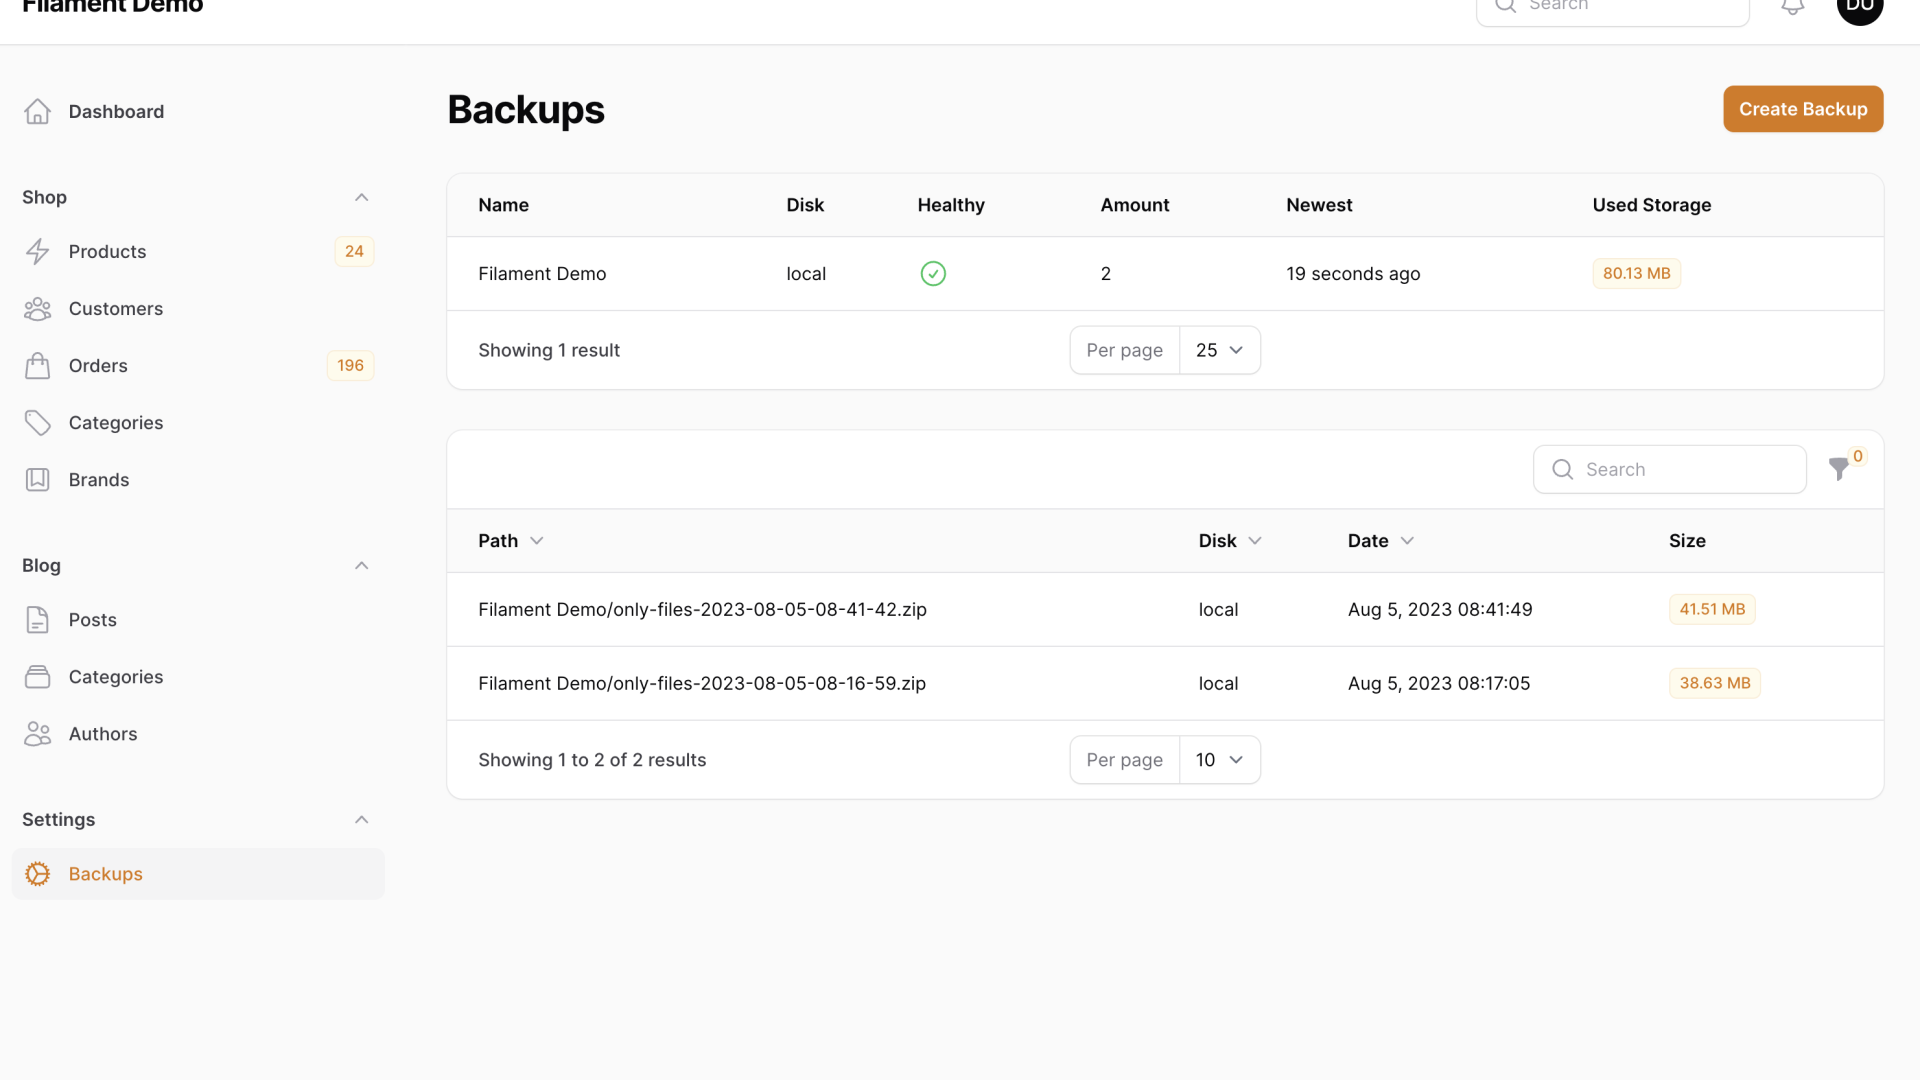 Filament Demo
Search
DU
Dashboard
Shop
Products 24
Customers
Orders 196
Categories
Brands
Blog
Posts
Categories
Authors
Settings
Backups
Backups
Create Backup
Name Disk Healthy Amount Newest Used Storage
Filament Demo local 2 19 seconds ago 80.13 MB
Showing 1 result Per page 25
Search 0
Path Disk Date Size
Filament Demo/only-files-2023-08-05-08-41-42.zip local Aug 5, 2023 08:41:49 41.51 MB
Filament Demo/only-files-2023-08-05-08-16-59.zip local Aug 5, 2023 08:17:05 38.63 MB
Showing 1 to 2 of 2 results Per page 10